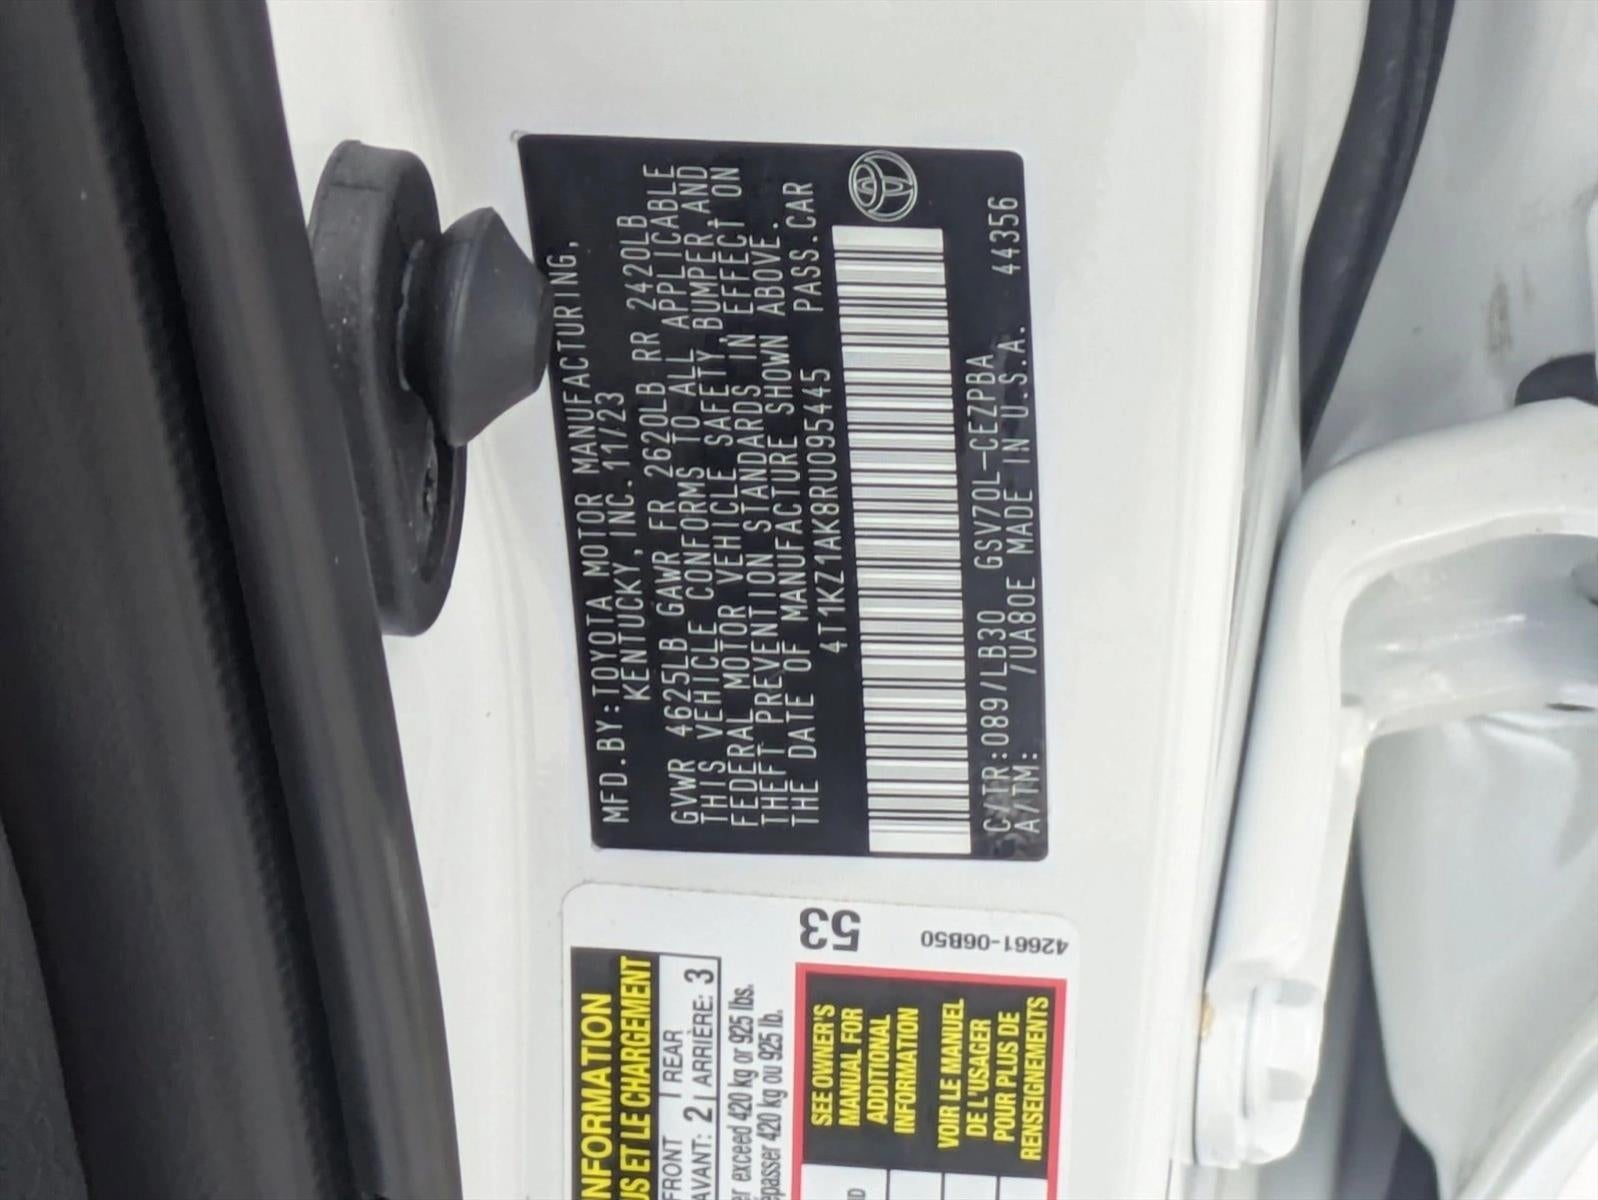 MFD.BY:TOYOTA MOTOR MANUFACTURING,
KENTUCKY, INC. 11/23
GVWR 4625LB GAWR FR 2620LB RR 2420LB
THIS VEHICLE CONFORMS TO ALL APPLICABLE
FEDERAL MOTOR VEHICLE SAFETY, BUMPER, AND
THEFT PREVENTION STANDARDS IN EFFECT ON
THE DATE OF MANUFACTURE SHOWN ABOVE.
4T1KZ1AK8RU095445 PASS.CAR
C/TR:089/LB30 GSV70L-CEZPBA
A/TM: /UA80E MADE IN U.S.A. 44356
53
42661-06B50
INFORMATION
US ET LE CHARGEMENT
FRONT REAR
AVANT: 2 ARRIÈRE: 3
er exceed 420 kg or 925 lbs.
épasser 420 kg ou 925 lb.
SEE OWNER'S
MANUAL FOR
ADDITIONAL
INFORMATION
VOIR LE MANUEL
DE L'USAGER
POUR PLUS DE
RENSEIGNEMENTS